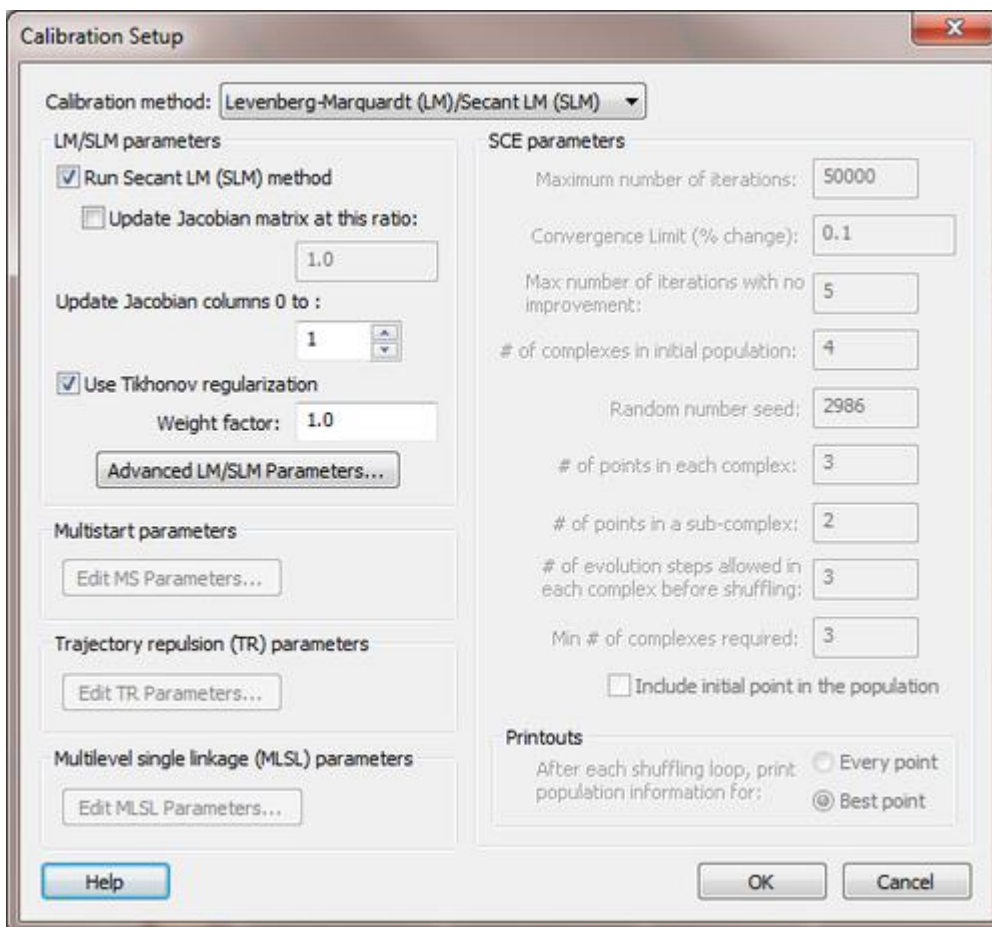 Calibration Setup
Calibration method: Levenberg-Marquardt (LM)/Secant LM (SLM)
LM/SLM parameters
Run Secant LM (SLM) method
Update Jacobian matrix at this ratio:
1.0
Update Jacobian columns 0 to :
1
Use Tikhonov regularization
Weight factor: 1.0
Advanced LM/SLM Parameters...
Multistart parameters
Edit MS Parameters...
Trajectory repulsion (TR) parameters
Edit TR Parameters...
Multilevel single linkage (MLSL) parameters
Edit MLSL Parameters...
SCE parameters
Maximum number of iterations: 50000
Convergence Limit (% change): 0.1
Max number of iterations with no
improvement: 5
# of complexes in initial population: 4
Random number seed: 2986
# of points in each complex: 3
# of points in a sub-complex: 2
# of evolution steps allowed in
each complex before shuffling: 3
Min # of complexes required: 3
Include initial point in the population
Printouts
After each shuffling loop, print
population information for:
Every point
Best point
Help
OK
Cancel